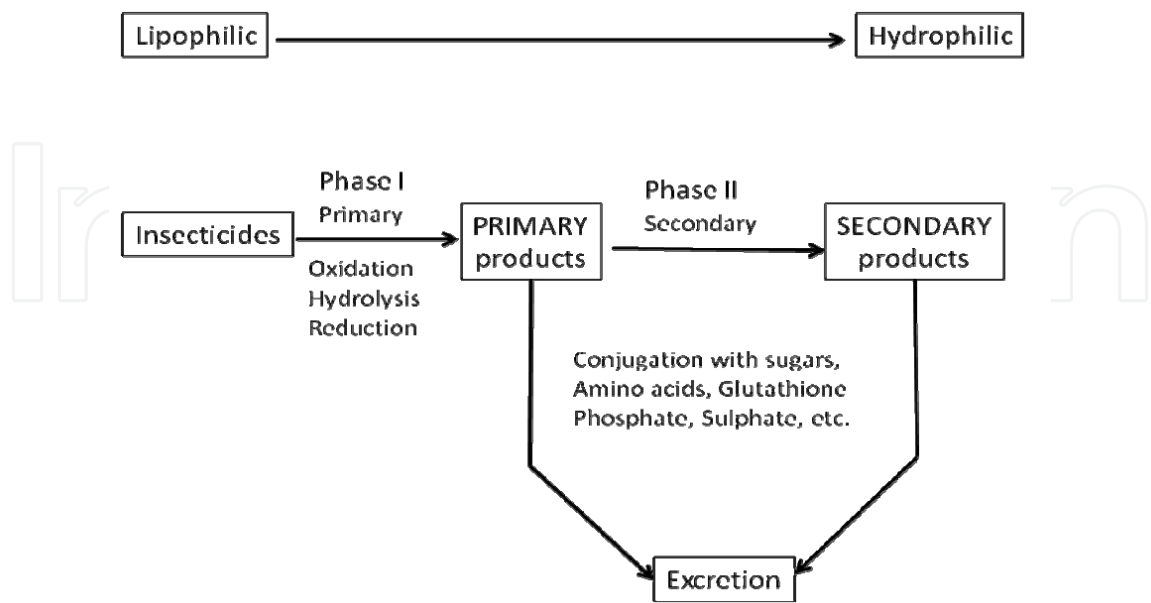 Lipophilic
Hydrophilic
Phase I
Primary
Phase II
Secondary
Insecticides
PRIMARY
products
SECONDARY
products
Oxidation
Hydrolysis
Reduction
Conjugation with sugars,
Amino acids, Glutathione
Phosphate, Sulphate, etc.
Excretion